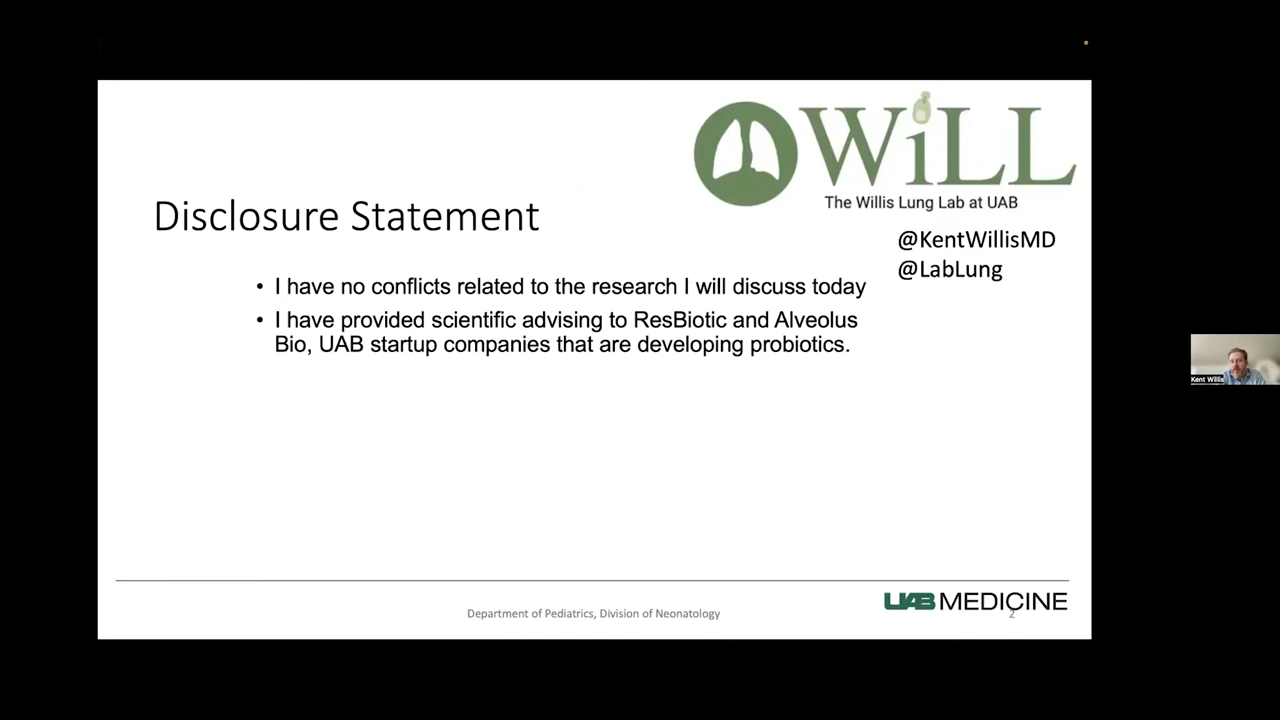 WiLL
The Willis Lung Lab at UAB
Disclosure Statement
@KentWillisMD
@LabLung
• I have no conflicts related to the research I will discuss today
• I have provided scientific advising to ResBiotic and Alveolus
Bio, UAB startup companies that are developing probiotics.
Kent Willis
Department of Pediatrics, Division of Neonatology
UAB MEDICINE
2